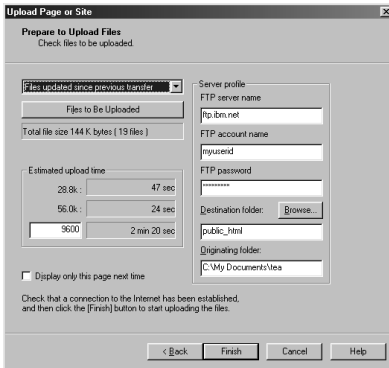 Upload Page or Site
Prepare to Upload Files
Check files to be uploaded.
Files updated since previous transfer
Files to Be Uploaded
Total file size 144 K bytes ( 19 files )
Estimated upload time
28.8k : 47 sec
56.0k : 24 sec
9600 2 min 20 sec
Display only this page next time
Server profile
FTP server name
ftp.ibm.net
FTP account name
myuserid
FTP password
*********
Destination folder: Browse...
public_html
Originating folder:
C:\My Documents\tea
Check that a connection to the Internet has been established,
and then click the [Finish] button to start uploading the files.
< Back Finish Cancel Help